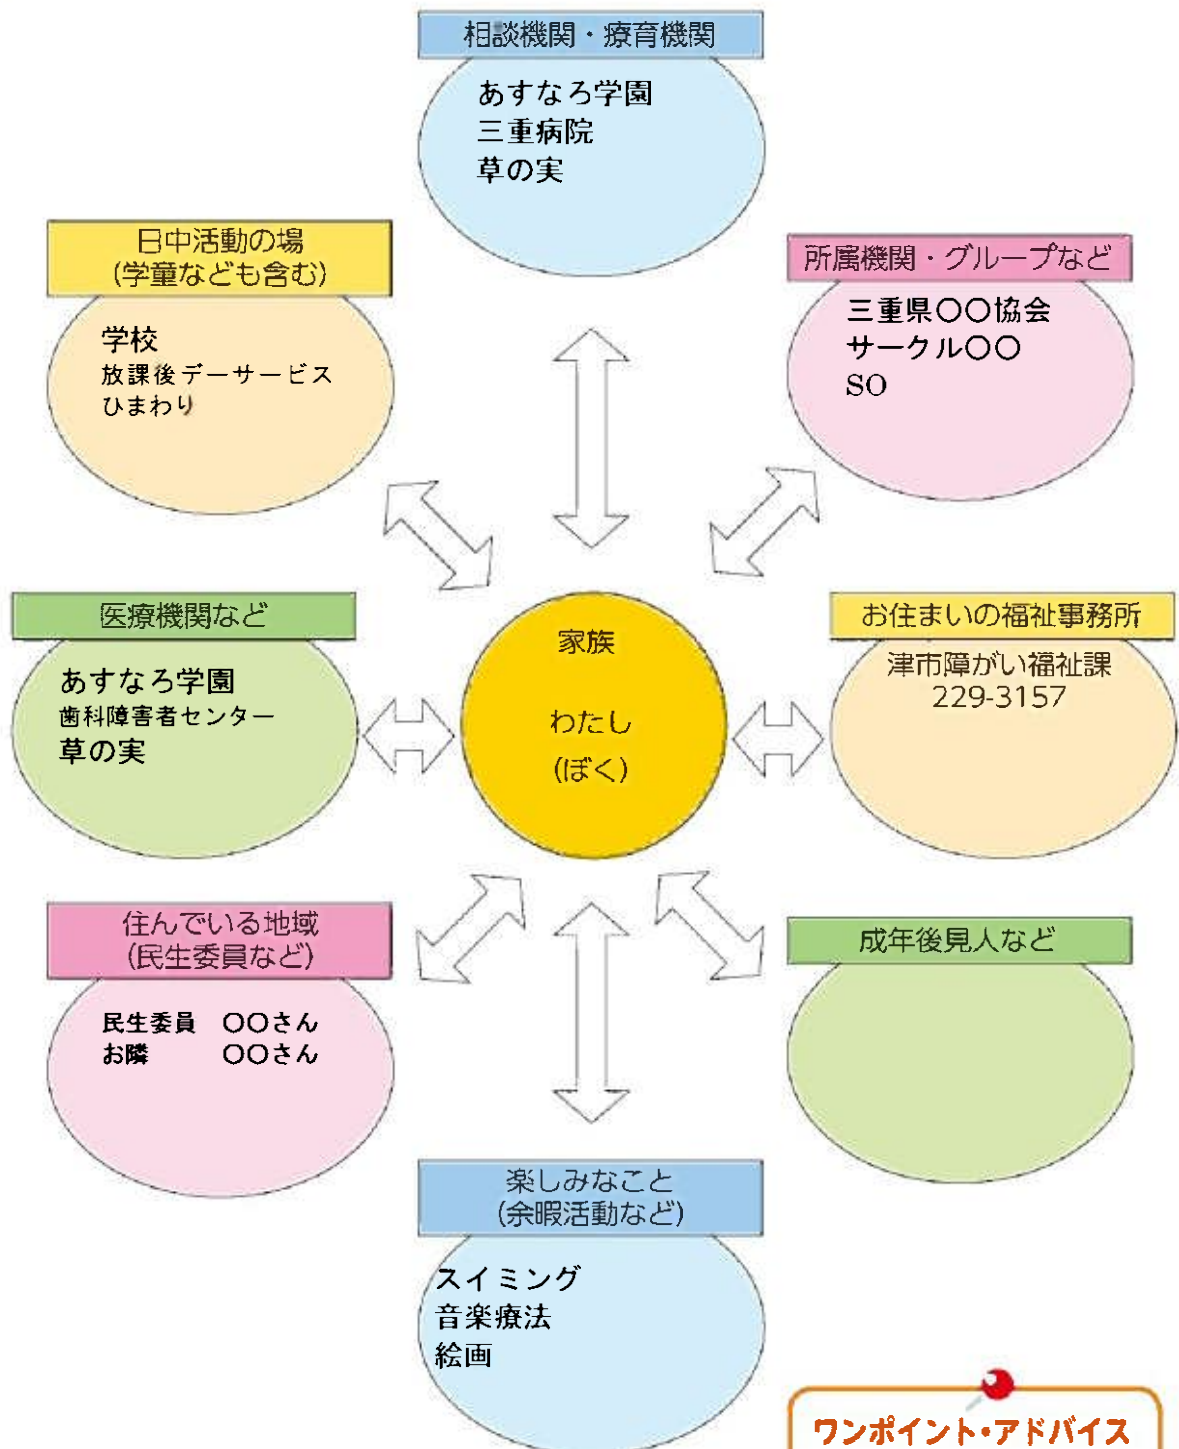 相談機関・療育機関
あすなろ学園
三重病院
草の実
日中活動の場
(学童なども含む)
学校
放課後デーサービス
ひまわり
所属機関・グループなど
三重県〇〇協会
サークル〇〇
SO
医療機関など
あすなろ学園
歯科障害者センター
草の実
家族
わたし
(ぼく)
お住まいの福祉事務所
津市障がい福祉課
229-3157
住んでいる地域
(民生委員など)
民生委員　〇〇さん
お隣　　　〇〇さん
成年後見人など
楽しみなこと
(余暇活動など)
スイミング
音楽療法
絵画
ワンポイント・アドバイス